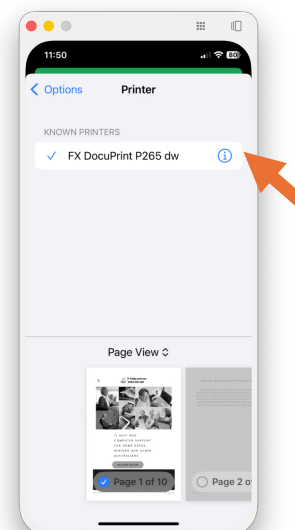 11:50
80
Options
Printer
KNOWN PRINTERS
FX DocuPrint P265 dw
Page View
IT HELP AND
COMPUTER SUPPORT
FOR HOME USERS,
SENIORS AND OLDER
AUSTRALIANS
Page 1 of 10
Page 2 of